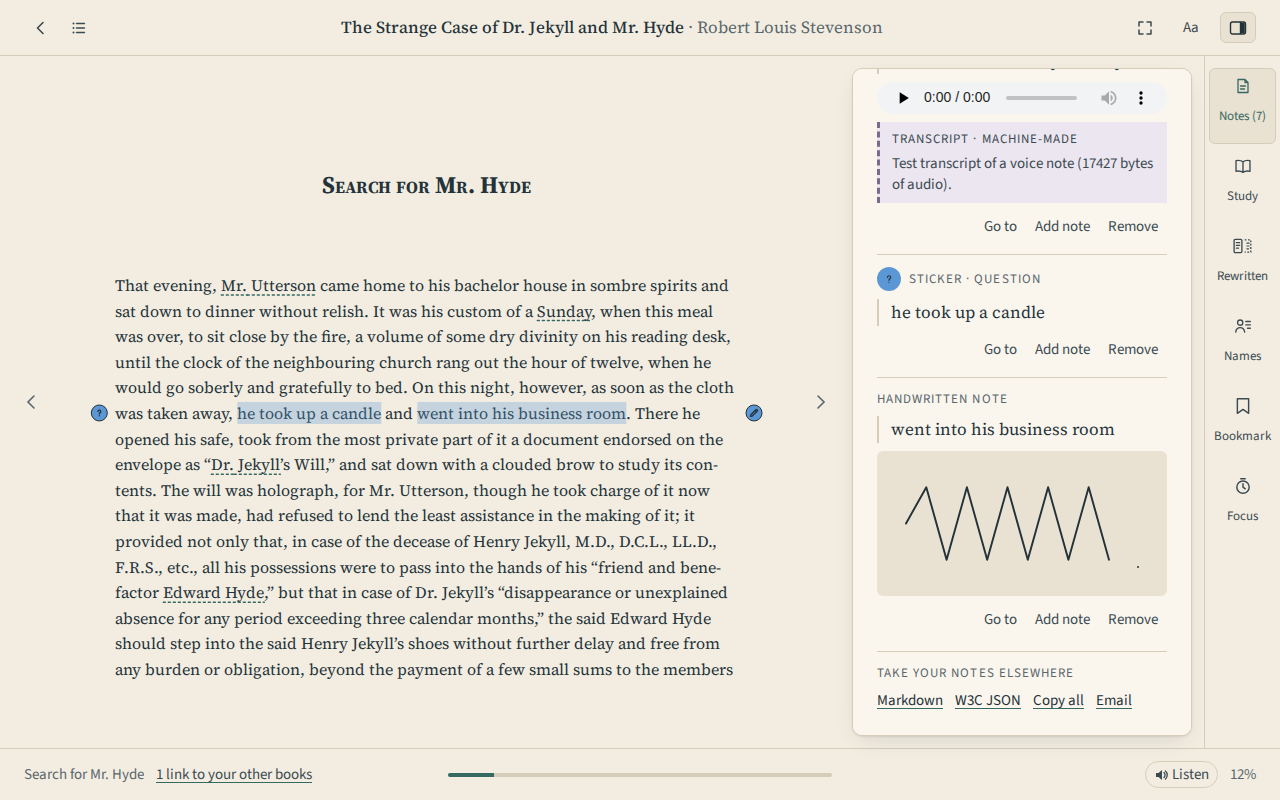 The Strange Case of Dr. Jekyll and Mr. Hyde · Robert Louis Stevenson
Aa
Search for Mr. Hyde
That evening, Mr. Utterson came home to his bachelor house in sombre spirits and
sat down to dinner without relish. It was his custom of a Sunday, when this meal
was over, to sit close by the fire, a volume of some dry divinity on his reading desk,
until the clock of the neighbouring church rang out the hour of twelve, when he
would go soberly and gratefully to bed. On this night, however, as soon as the cloth
? was taken away, he took up a candle and went into his business room. There he
opened his safe, took from the most private part of it a document endorsed on the
envelope as “Dr. Jekyll’s Will,” and sat down with a clouded brow to study its con-
tents. The will was holograph, for Mr. Utterson, though he took charge of it now
that it was made, had refused to lend the least assistance in the making of it; it
provided not only that, in case of the decease of Henry Jekyll, M.D., D.C.L., LL.D.,
F.R.S., etc., all his possessions were to pass into the hands of his “friend and bene-
factor Edward Hyde,” but that in case of Dr. Jekyll’s “disappearance or unexplained
absence for any period exceeding three calendar months,” the said Edward Hyde
should step into the said Henry Jekyll’s shoes without further delay and free from
any burden or obligation, beyond the payment of a few small sums to the members
0:00 / 0:00
TRANSCRIPT · MACHINE-MADE
Test transcript of a voice note (17427 bytes
of audio).
Go to Add note Remove
? STICKER · QUESTION
he took up a candle
Go to Add note Remove
HANDWRITTEN NOTE
went into his business room
Go to Add note Remove
TAKE YOUR NOTES ELSEWHERE
Markdown W3C JSON Copy all Email
Notes (7)
Study
Rewritten
Names
Bookmark
Focus
Search for Mr. Hyde 1 link to your other books
Listen 12%